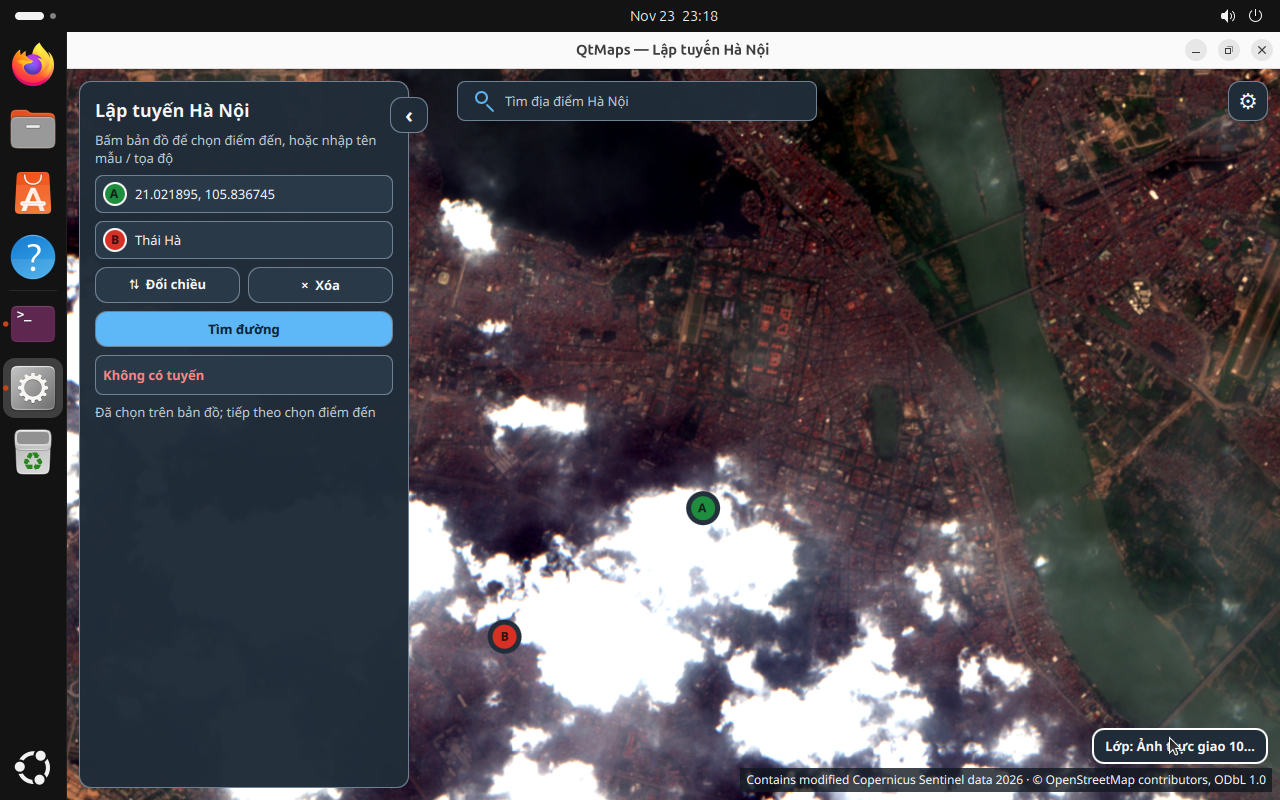 Nov 23 23:18
QtMaps — Lập tuyến Hà Nội
Lập tuyến Hà Nội
Bấm bản đồ để chọn điểm đến, hoặc nhập tên
mẫu / tọa độ
A 21.021895, 105.836745
B Thái Hà
⇅ Đổi chiều
× Xóa
Tìm đường
Không có tuyến
Đã chọn trên bản đồ; tiếp theo chọn điểm đến
Tìm địa điểm Hà Nội
A
B
Lớp: Ảnh trực giao 10...
Contains modified Copernicus Sentinel data 2026 · © OpenStreetMap contributors, ODbL 1.0